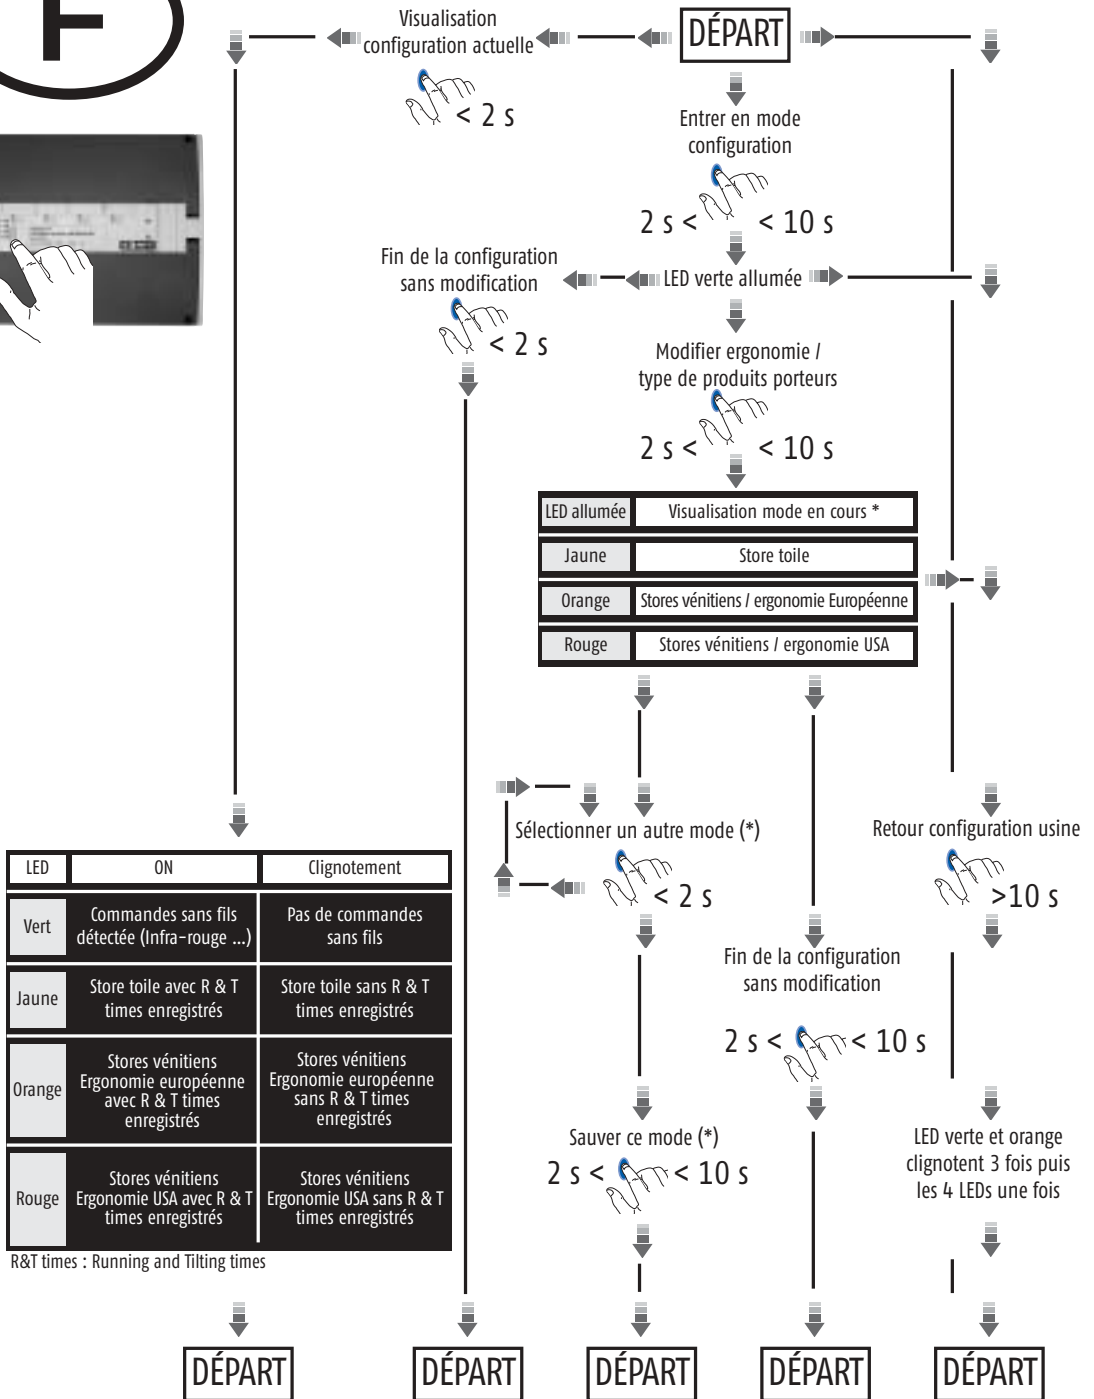 F
Visualisation
configuration actuelle
< 2 s
DÉPART
Entrer en mode
configuration
2 s <
< 10 s
Fin de la configuration
sans modification
< 2 s
LED verte allumée
Modifier ergonomie /
type de produits porteurs
2 s <
< 10 s
LED allumée
Visualisation mode en cours *
Jaune
Store toile
Orange
Stores vénitiens / ergonomie Européenne
Rouge
Stores vénitiens / ergonomie USA
Sélectionner un autre mode (*)
< 2 s
Retour configuration usine
>10 s
Fin de la configuration
sans modification
2 s <
< 10 s
Sauver ce mode (*)
2 s <
< 10 s
LED verte et orange
clignotent 3 fois puis
les 4 LEDs une fois
LED
ON
Clignotement
Vert
Commandes sans fils
détectée (Infra-rouge ...)
Pas de commandes
sans fils
Jaune
Store toile avec R & T
times enregistrés
Store toile sans R & T
times enregistrés
Orange
Stores vénitiens
Ergonomie européenne
avec R & T times
enregistrés
Stores vénitiens
Ergonomie européenne
sans R & T times
enregistrés
Rouge
Stores vénitiens
Ergonomie USA avec R & T
times enregistrés
Stores vénitiens
Ergonomie USA sans R & T
times enregistrés
R&T times : Running and Tilting times
DÉPART
DÉPART
DÉPART
DÉPART
DÉPART